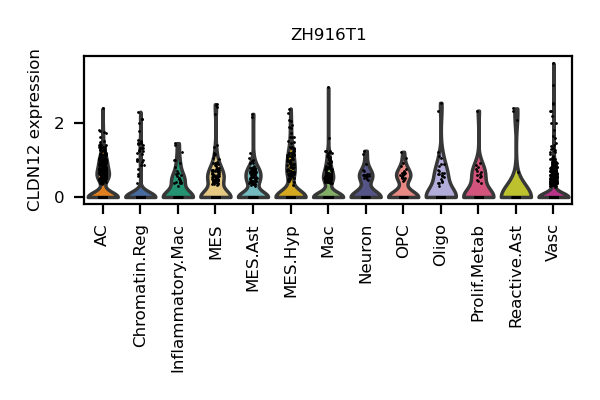 ZH916T1
CLDN12 expression
2
0
AC
Chromatin.Reg
Inflammatory.Mac
MES
MES.Ast
MES.Hyp
Mac
Neuron
OPC
Oligo
Prolif.Metab
Reactive.Ast
Vasc